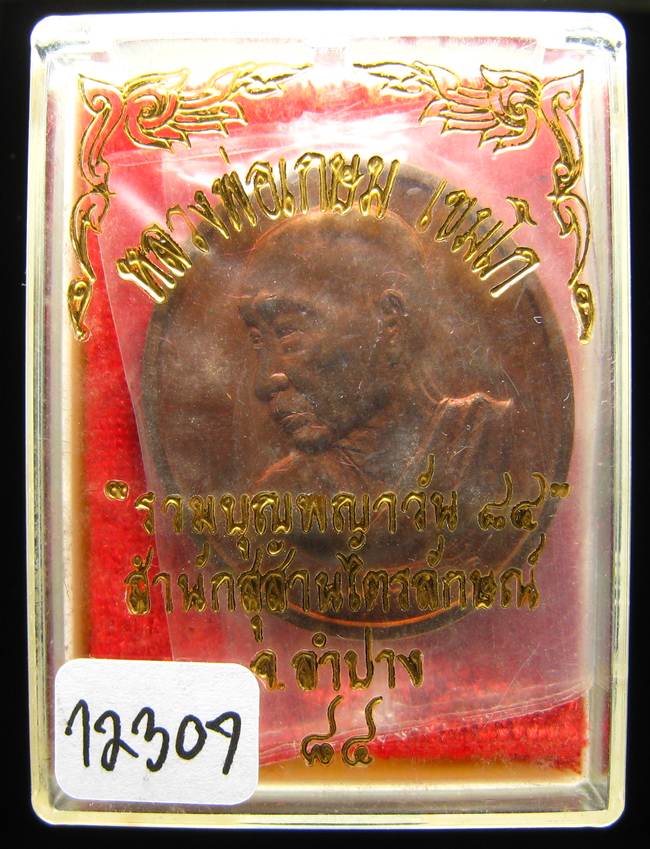 หลวงพ่อเกษม เขมโก
"รวมบุญพญาวัน ๘๔"
สำนักสุสานไตรลักษณ์
จ.ลำปาง
๘๔
12309